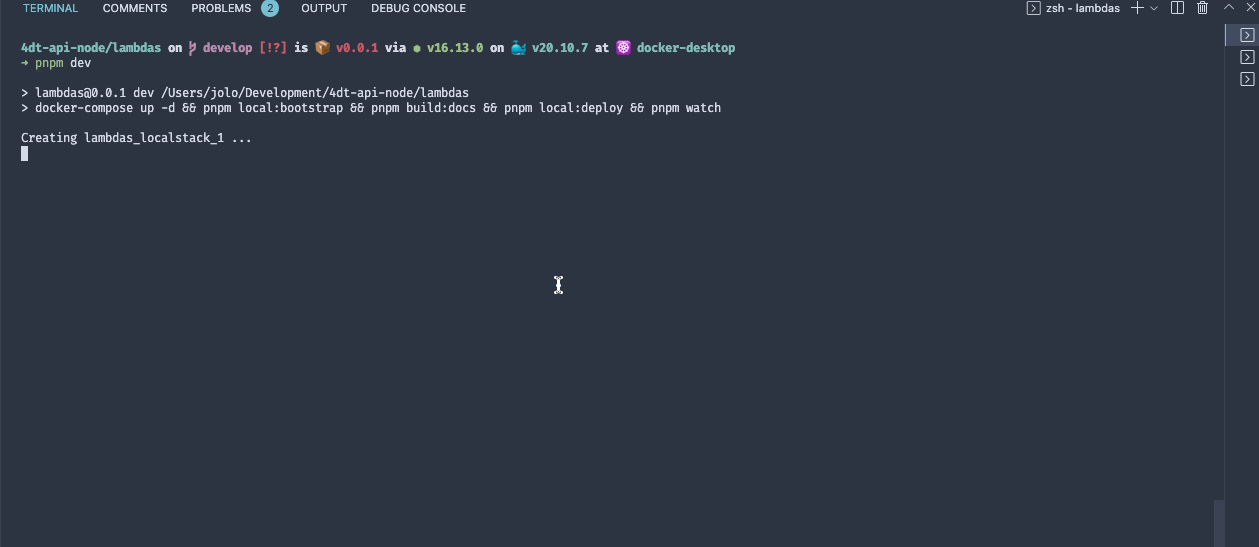 TERMINAL COMMENTS PROBLEMS 2 OUTPUT DEBUG CONSOLE zsh - lambdas
4dt-api-node/lambdas on develop [!?] is 📦 v0.0.1 via v16.13.0 on 🐳 v20.10.7 at ☸ docker-desktop
→ pnpm dev
> lambdas@0.0.1 dev /Users/jolo/Development/4dt-api-node/lambdas
> docker-compose up -d && pnpm local:bootstrap && pnpm build:docs && pnpm local:deploy && pnpm watch
Creating lambdas_localstack_1 ...